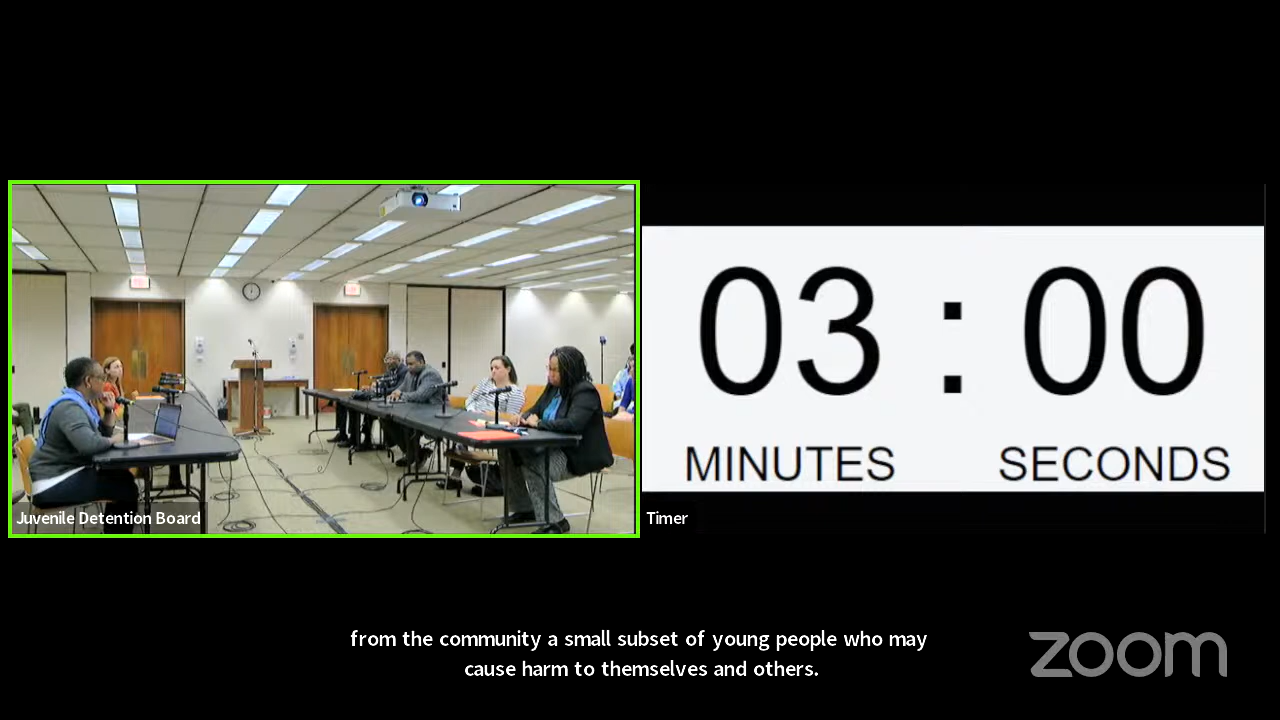 03 : 00
MINUTES SECONDS
Juvenile Detention Board
Timer
from the community a small subset of young people who may
cause harm to themselves and others.
zoom